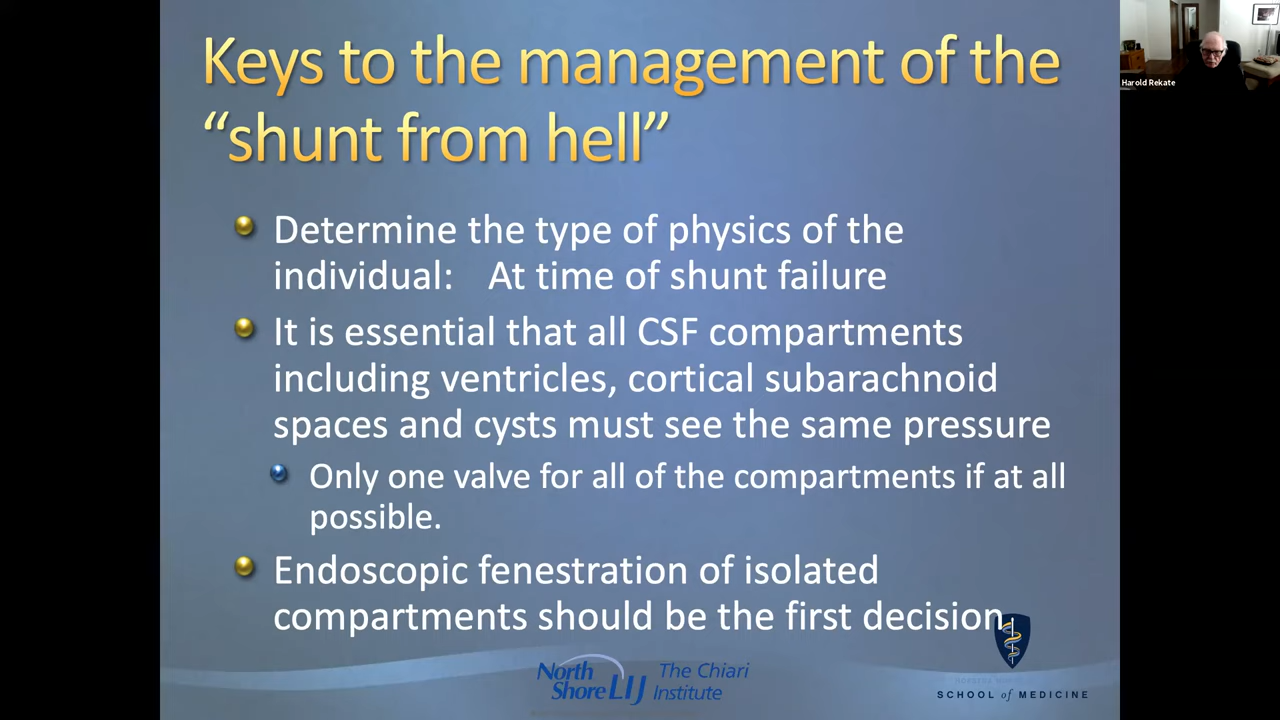 Keys to the management of the
“shunt from hell”
Determine the type of physics of the
individual: At time of shunt failure
It is essential that all CSF compartments
including ventricles, cortical subarachnoid
spaces and cysts must see the same pressure
Only one valve for all of the compartments if at all
possible.
Endoscopic fenestration of isolated
compartments should be the first decision
North
Shore LIJ
The Chiari
Institute
SCHOOL of MEDICINE
Harold Rekate